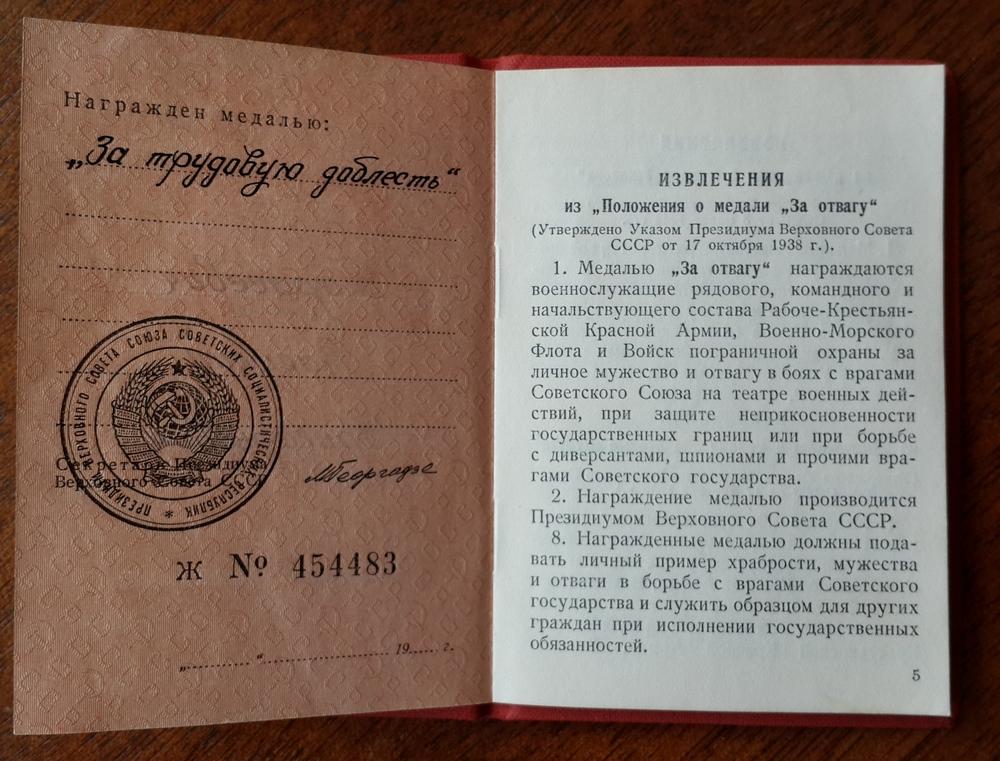 Награжден медалью:
„За трудовую доблесть“
ПРЕЗИДИУМ ВЕРХОВНОГО СОВЕТА СОЮЗА СОВЕТСКИХ СОЦИАЛИСТИЧЕСКИХ РЕСПУБЛИК *
Секретарь Президиума
Верховного Совета СССР
МГеоргадзе
Ж № 454483
„ “ 19 г.
ИЗВЛЕЧЕНИЯ
из „Положения о медали „За отвагу“
(Утверждено Указом Президиума Верховного Совета
СССР от 17 октября 1938 г.).
1. Медалью „За отвагу“ награждаются
военнослужащие рядового, командного и
начальствующего состава Рабоче-Крестьян-
ской Красной Армии, Военно-Морского
Флота и Войск пограничной охраны за
личное мужество и отвагу в боях с врагами
Советского Союза на театре военных дей-
ствий, при защите неприкосновенности
государственных границ или при борьбе
с диверсантами, шпионами и прочими вра-
гами Советского государства.
2. Награждение медалью производится
Президиумом Верховного Совета СССР.
8. Награжденные медалью должны пода-
вать личный пример храбрости, мужества
и отваги в борьбе с врагами Советского
государства и служить образцом для других
граждан при исполнении государственных
обязанностей.
5